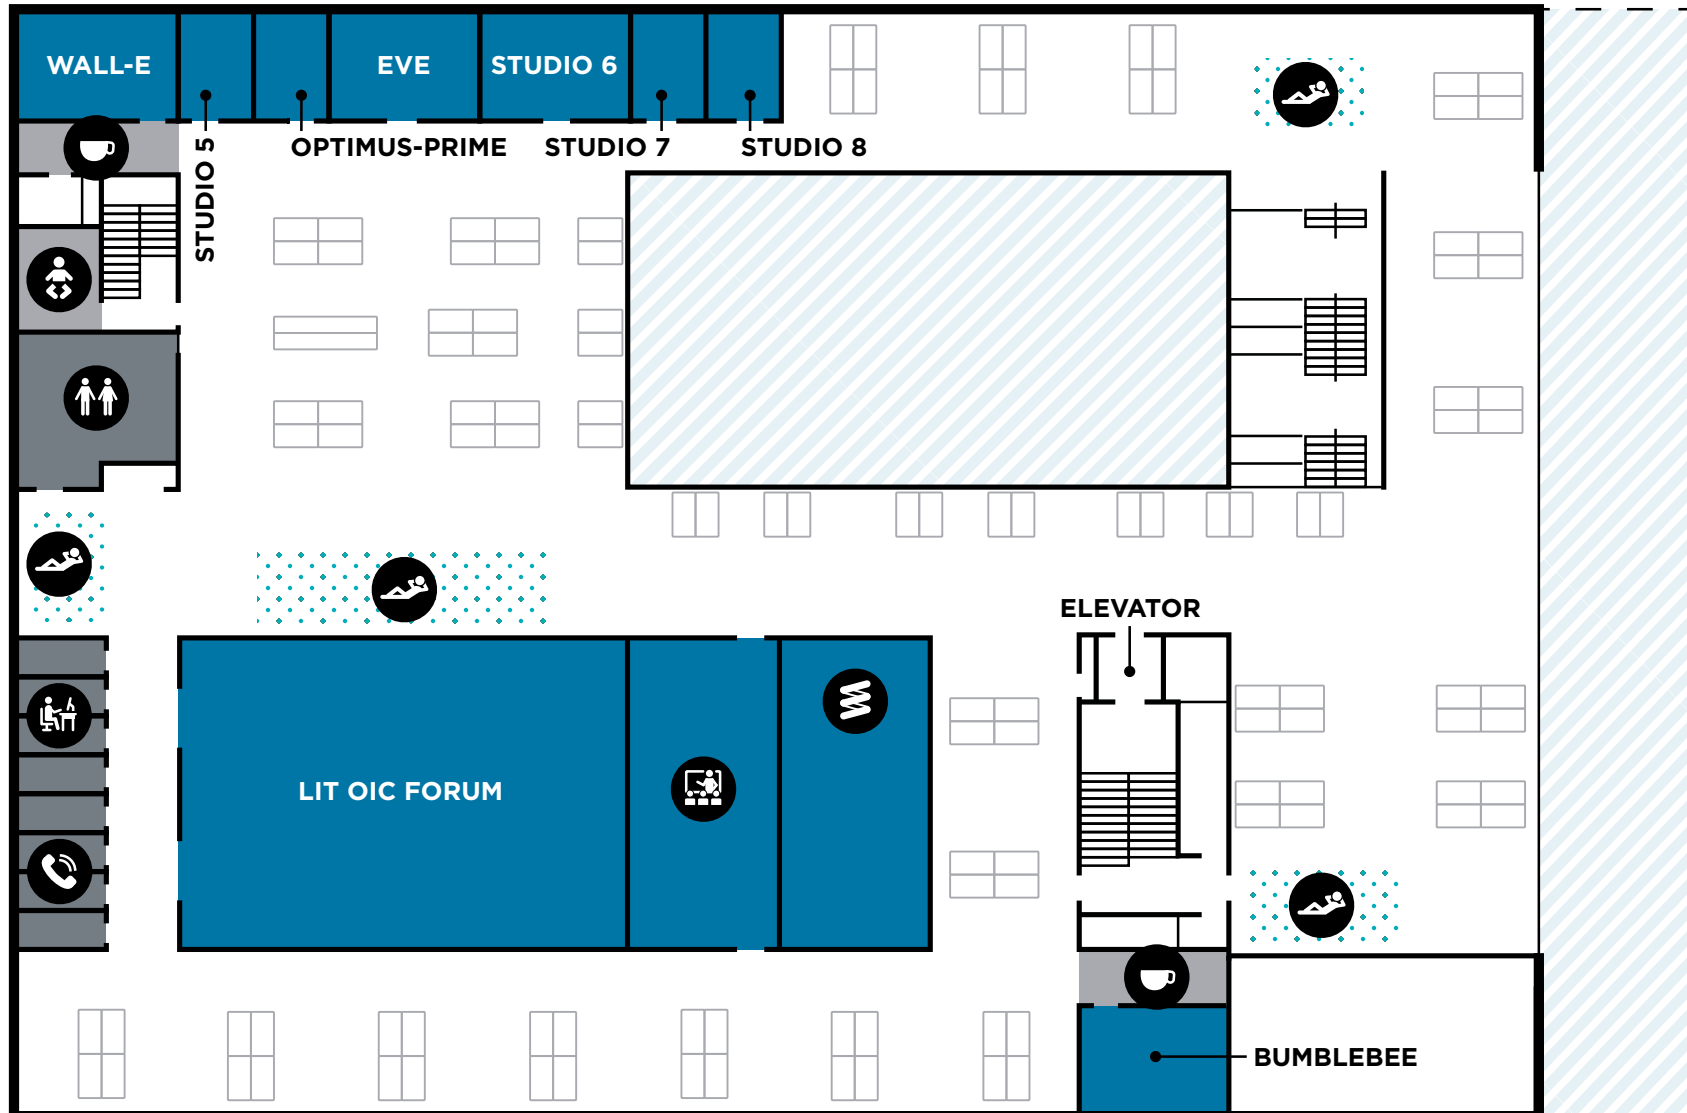 WALL-E
EVE
STUDIO 6
STUDIO 5
OPTIMUS-PRIME
STUDIO 7
STUDIO 8
ELEVATOR
LIT OIC FORUM
BUMBLEBEE